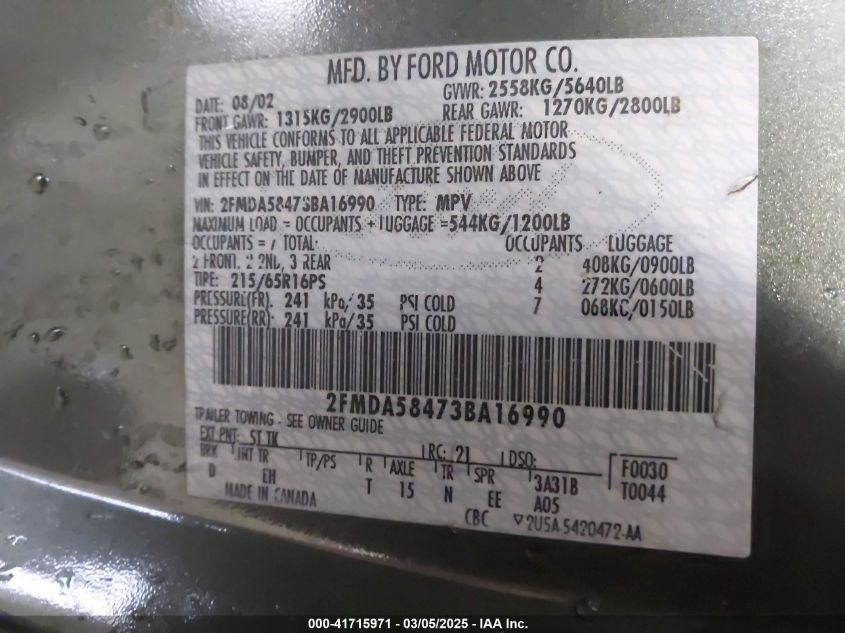 MFD. BY FORD MOTOR CO.
DATE: 08/02 GVWR: 2558KG/5640LB
FRONT GAWR: 1315KG/2900LB REAR GAWR: 1270KG/2800LB
THIS VEHICLE CONFORMS TO ALL APPLICABLE FEDERAL MOTOR
VEHICLE SAFETY, BUMPER, AND THEFT PREVENTION STANDARDS
IN EFFECT ON THE DATE OF MANUFACTURE SHOWN ABOVE
VIN: 2FMDA58473BA16990 TYPE: MPV
MAXIMUM LOAD = OCCUPANTS + LUGGAGE =544KG/1200LB
OCCUPANTS = 7 TOTAL: OCCUPANTS LUGGAGE
2 FRONT, 2 2ND, 3 REAR 2 408KG/0900LB
TIRE: 215/65R16PS 4 272KG/0600LB
PRESSURE(FR) 241 kPa/35 PSI COLD 7 068KG/0150LB
PRESSURE(RR): 241 kPa/35 PSI COLD
2FMDA58473BA16990
TRAILER TOWING - SEE OWNER GUIDE
EXT PNT: ST TK RC: 21 DSO:
BRK INT TR TP/PS R AXLE TR SPR 3A31B F0030
D EH T 15 N EE A05 T0044
MADE IN CANADA CBC ▽2U5A-5420472-AA
000-41715971 - 03/05/2025 - IAA Inc.